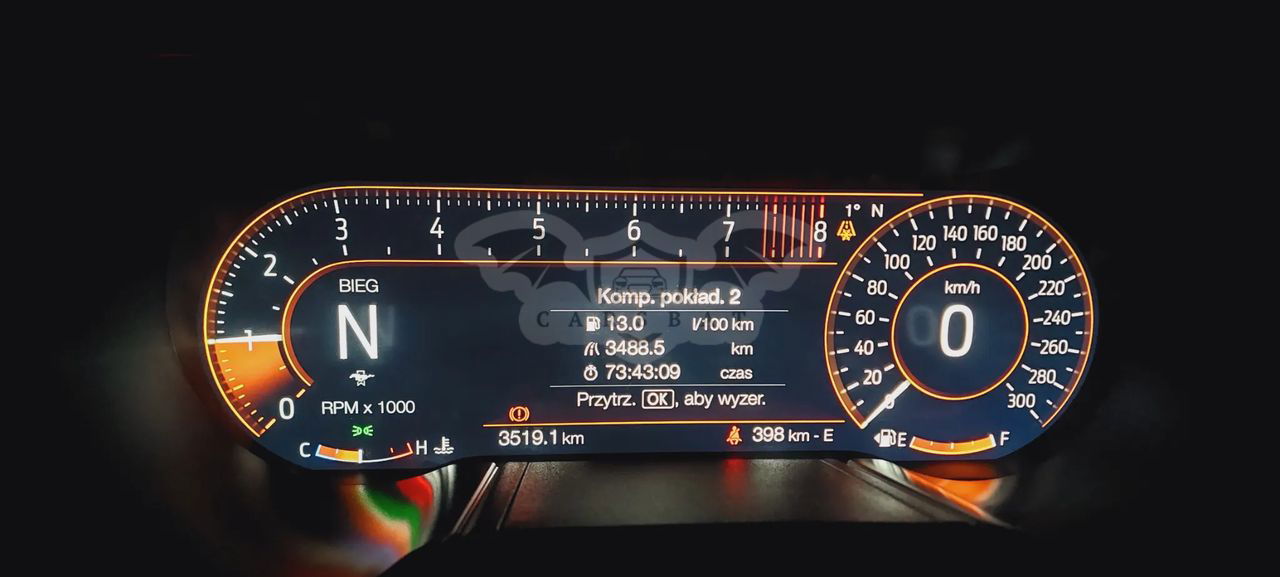 3 4 5 6 7 8
1° N
2
1
0
BIEG
N
RPM x 1000
C H
Komp. pokład. 2
13.0 l/100 km
3488.5 km
73:43:09 czas
Przytrz. OK, aby wyzer.
3519.1 km
398 km - E
0 20 40 60 80 100 120 140 160 180 200 220 240 260 280 300
km/h
0
E F
CARSBAT